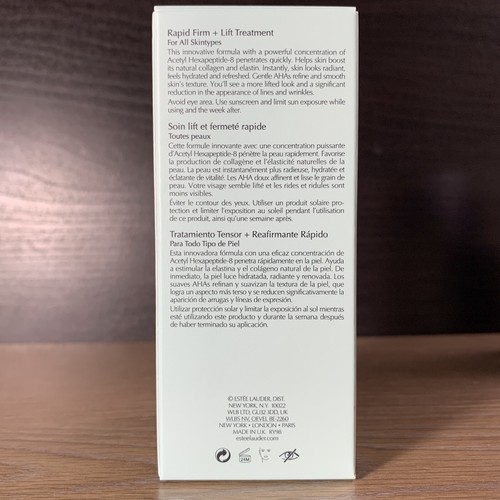 Rapid Firm + Lift Treatment
For All Skintypes
This innovative formula with a powerful concentration of
Acetyl Hexapeptide-8 penetrates quickly. Helps skin boost
its natural collagen and elastin. Instantly, skin looks radiant,
feels hydrated and refreshed. Gentle AHAs refine and smooth
skin's texture. You'll see a more lifted look and a significant
reduction in the appearance of lines and wrinkles.
Avoid eye area. Use sunscreen and limit sun exposure while
using and the week after.
Soin lift et fermeté rapide
Toutes peaux
Cette formule innovante avec une concentration puissante
d'Acetyl Hexapeptide-8 pénètre la peau rapidement. Favorise
la production de collagène et l'élasticité naturelles de la
peau. La peau est instantanément plus radieuse, hydratée et
éclatante de vitalité. Les AHA doux affinent et lisse le grain de
peau. Votre visage semble lifté et les rides et ridules sont
moins visibles.
Éviter le contour des yeux. Utiliser un produit solaire pro-
tection et limiter l'exposition au soleil pendant l'utilisation
de ce produit, ainsi qu'une semaine après.
Tratamiento Tensor + Reafirmante Rápido
Para Todo Tipo de Piel
Esta innovadora fórmula con una eficaz concentración de
Acetyl Hexapeptide-8 penetra rápidamente en la piel. Ayuda
a estimular la elastina y el colágeno natural de la piel. De
inmediato, la piel luce hidratada, radiante y renovada. Los
suaves AHAs refinan y suavizan la textura de la piel, que
logra un aspecto más terso y se reducen significativamente la
aparición de arrugas y líneas de expresión.
Utilizar protección solar y limitar la exposición al sol mientras
esté utilizando este producto y durante la semana después
de haber terminado su aplicación.
© ESTÉE LAUDER, DIST.
NEW YORK, N.Y. 10022
WLB LTD, GU32 3DD, UK
WLBS NV, OEVEL BE-2260
NEW YORK • LONDON • PARIS
MADE IN U.K. RY98
esteelauder.com
24M